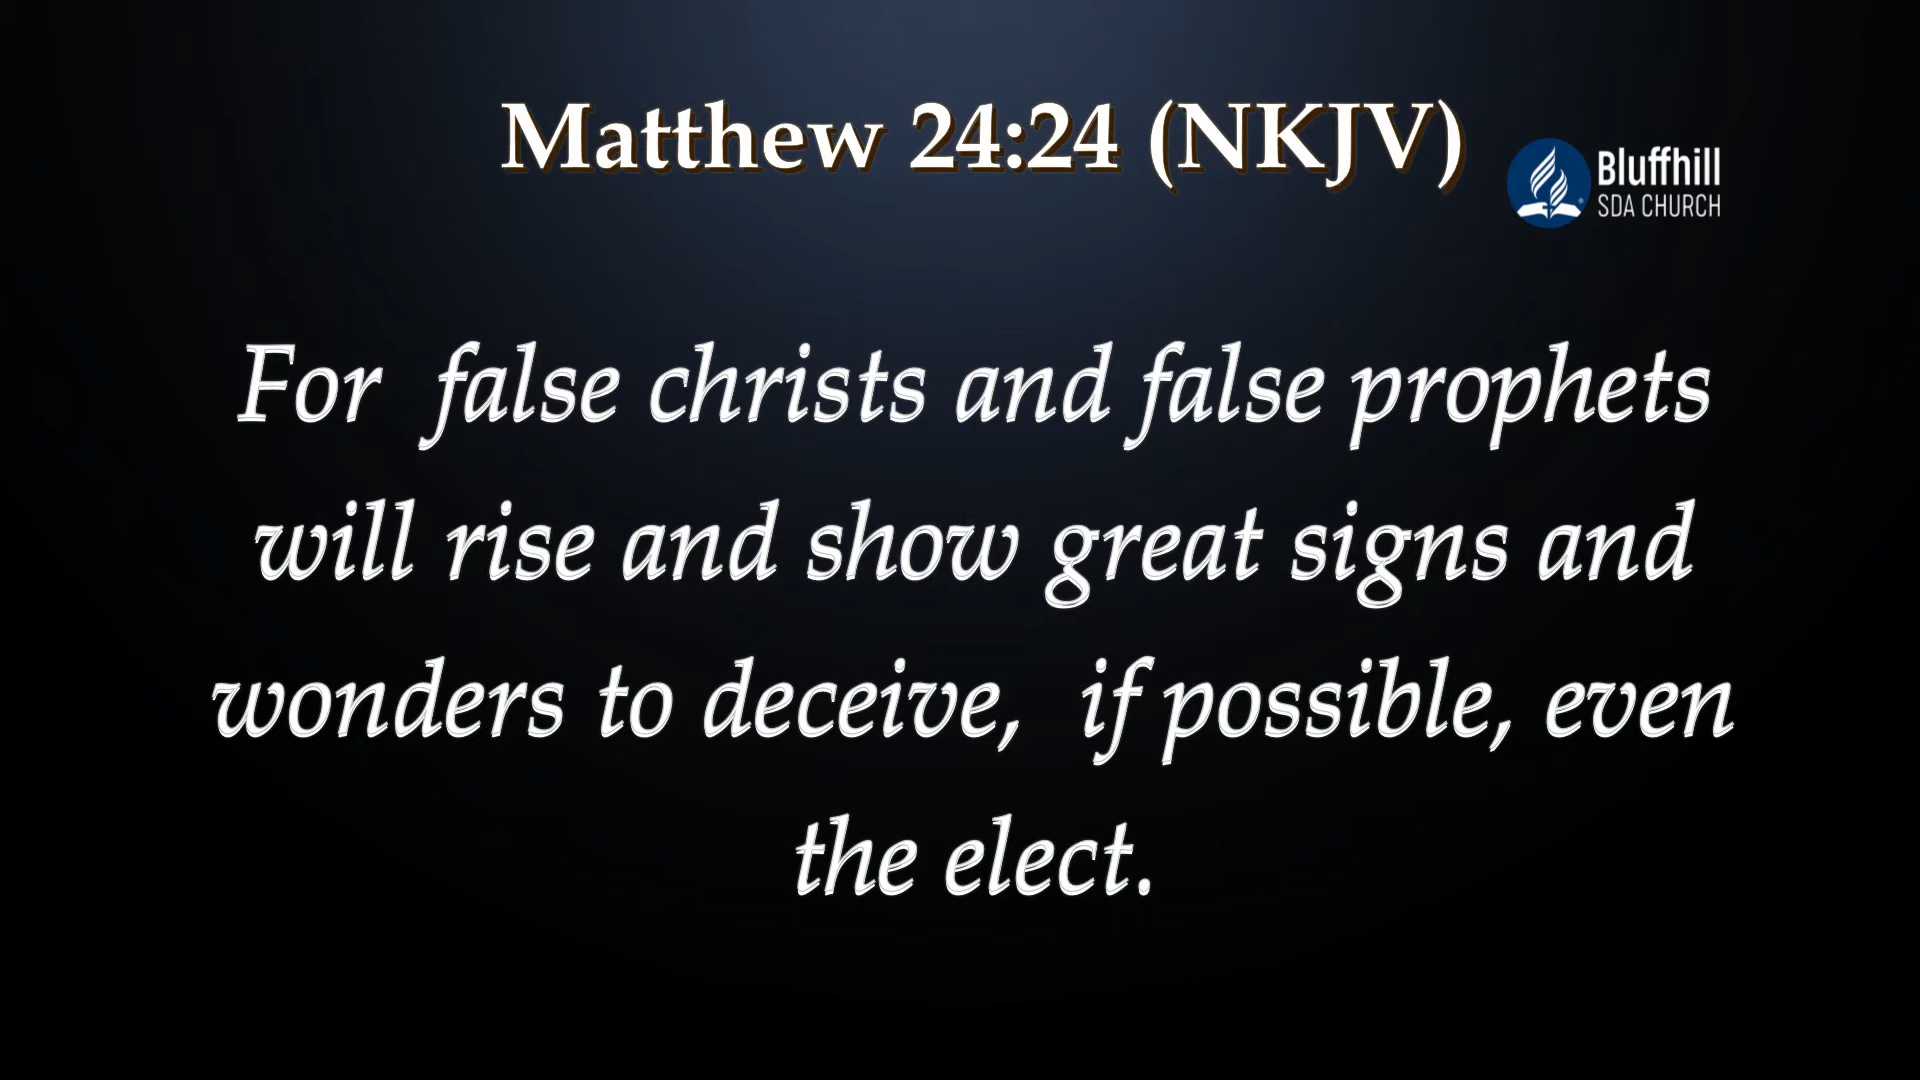 Matthew 24:24 (NKJV)
Bluffhill
SDA CHURCH
For false christs and false prophets
will rise and show great signs and
wonders to deceive, if possible, even
the elect.